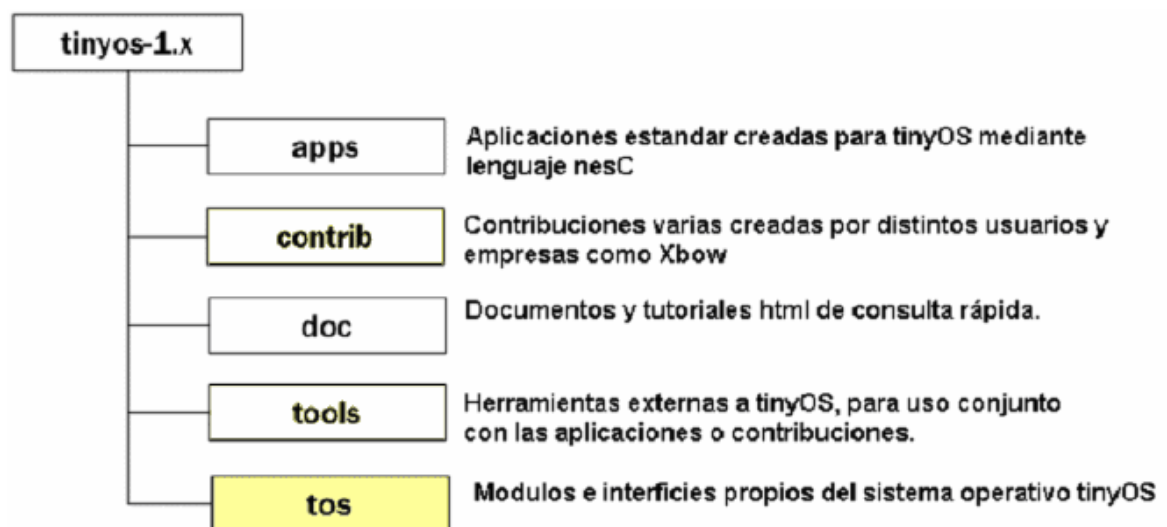 tinyos-1.x
apps
Aplicaciones estandar creadas para tinyOS mediante
lenguaje nesC
contrib
Contribuciones varias creadas por distintos usuarios y
empresas como Xbow
doc
Documentos y tutoriales html de consulta rápida.
tools
Herramientas externas a tinyOS, para uso conjunto
con las aplicaciones o contribuciones.
tos
Modulos e interficies propios del sistema operativo tinyOS